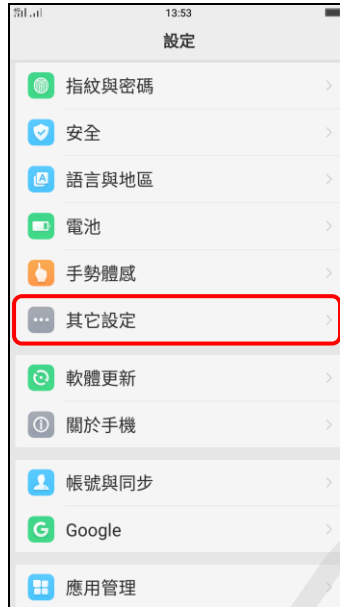 13:53
設定
指紋與密碼
安全
語言與地區
電池
手勢體感
其它設定
軟體更新
關於手機
帳號與同步
Google
應用管理